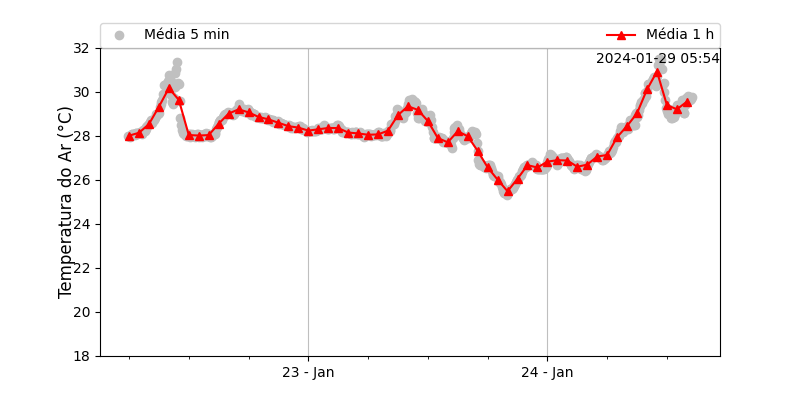 Média 5 min
Média 1 h
2024-01-29 05:54
Temperatura do Ar (°C)
32
30
28
26
24
22
20
18
23 - Jan
24 - Jan